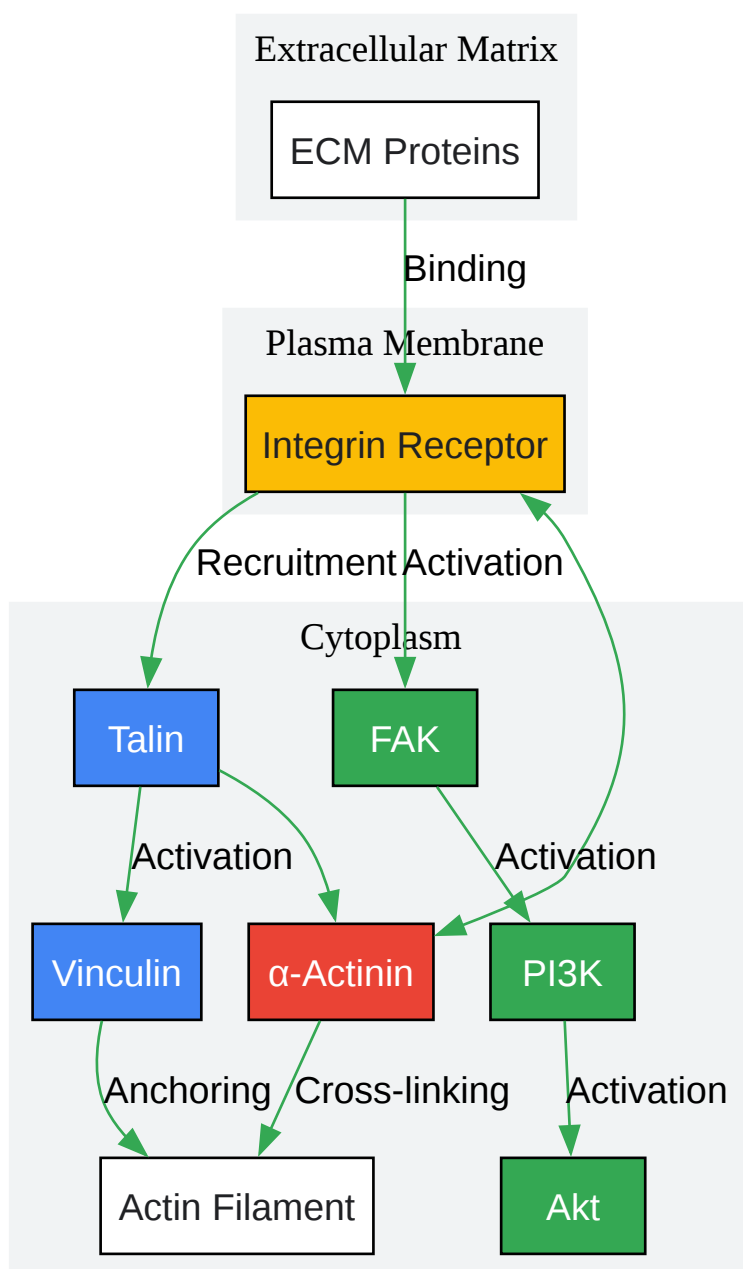 Extracellular Matrix
ECM Proteins
Binding
Plasma Membrane
Integrin Receptor
Recruitment
Activation
Cytoplasm
Talin
FAK
Activation
Activation
Vinculin
α-Actinin
PI3K
Anchoring
Cross-linking
Activation
Actin Filament
Akt